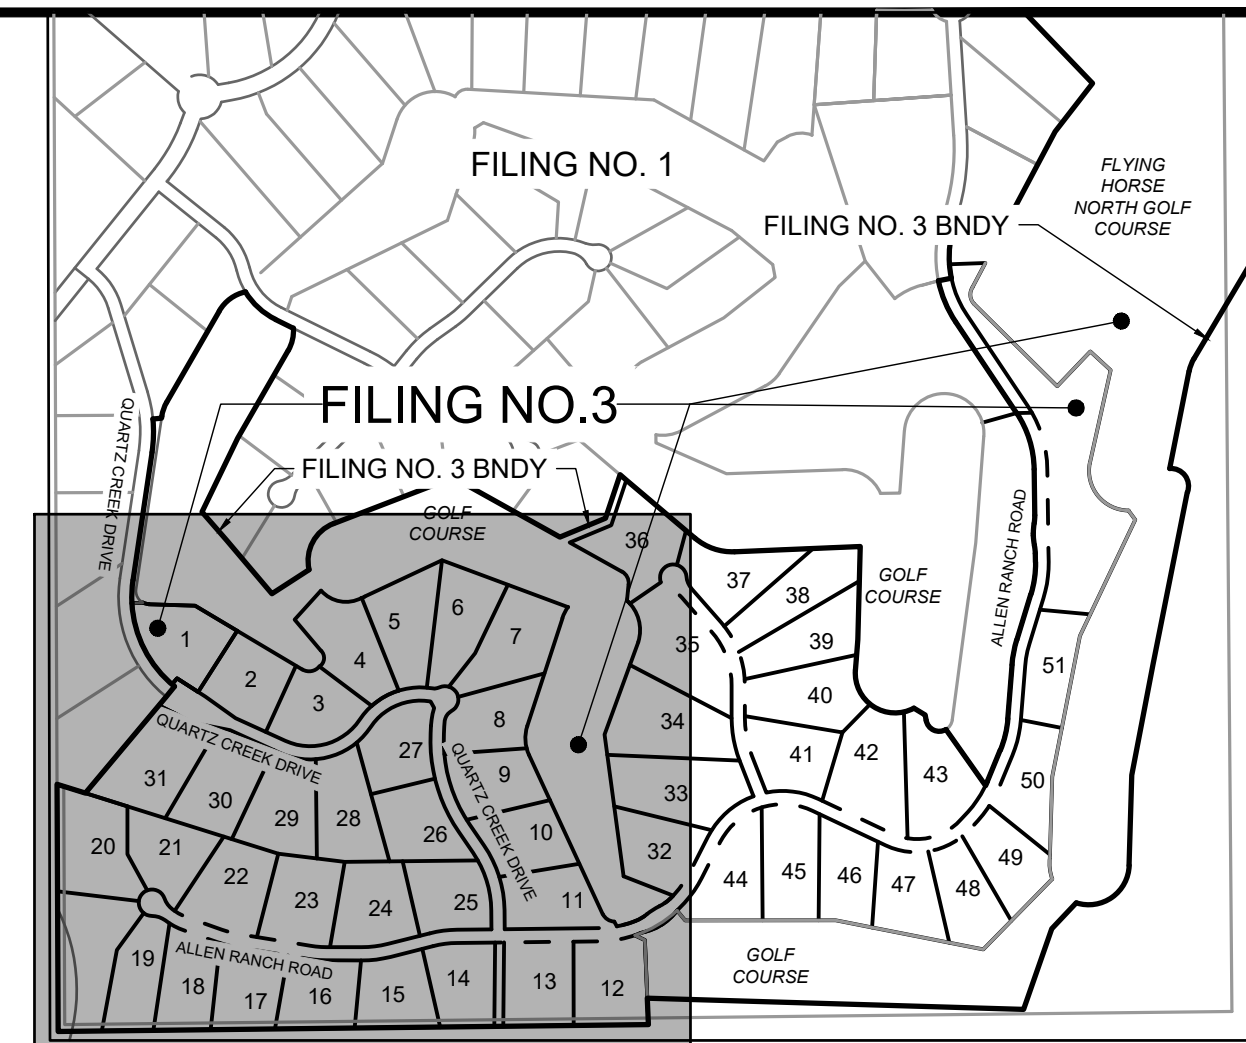 FILING NO. 1
FLYING
HORSE
NORTH GOLF
COURSE
FILING NO. 3 BNDY
FILING NO.3
FILING NO. 3 BNDY
QUARTZ CREEK DRIVE
GOLF
COURSE
36
37
38
GOLF
COURSE
ALLEN RANCH ROAD
5
6
7
1
2
3
4
35
39
40
51
8
34
QUARTZ CREEK DRIVE
27
QUARTZ CREEK DRIVE
9
41
42
43
50
31
30
29
28
26
10
33
20
21
22
23
24
25
11
32
44
45
46
47
48
49
19
18
17
16
15
14
13
12
ALLEN RANCH ROAD
GOLF
COURSE